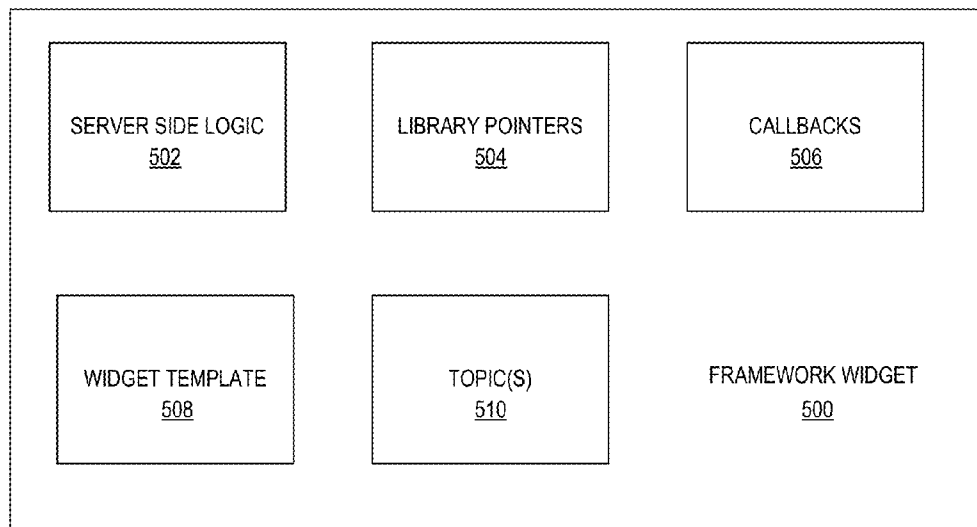 SERVER SIDE LOGIC
502
LIBRARY POINTERS
504
CALLBACKS
506
WIDGET TEMPLATE
508
TOPIC(S)
510
FRAMEWORK WIDGET
500